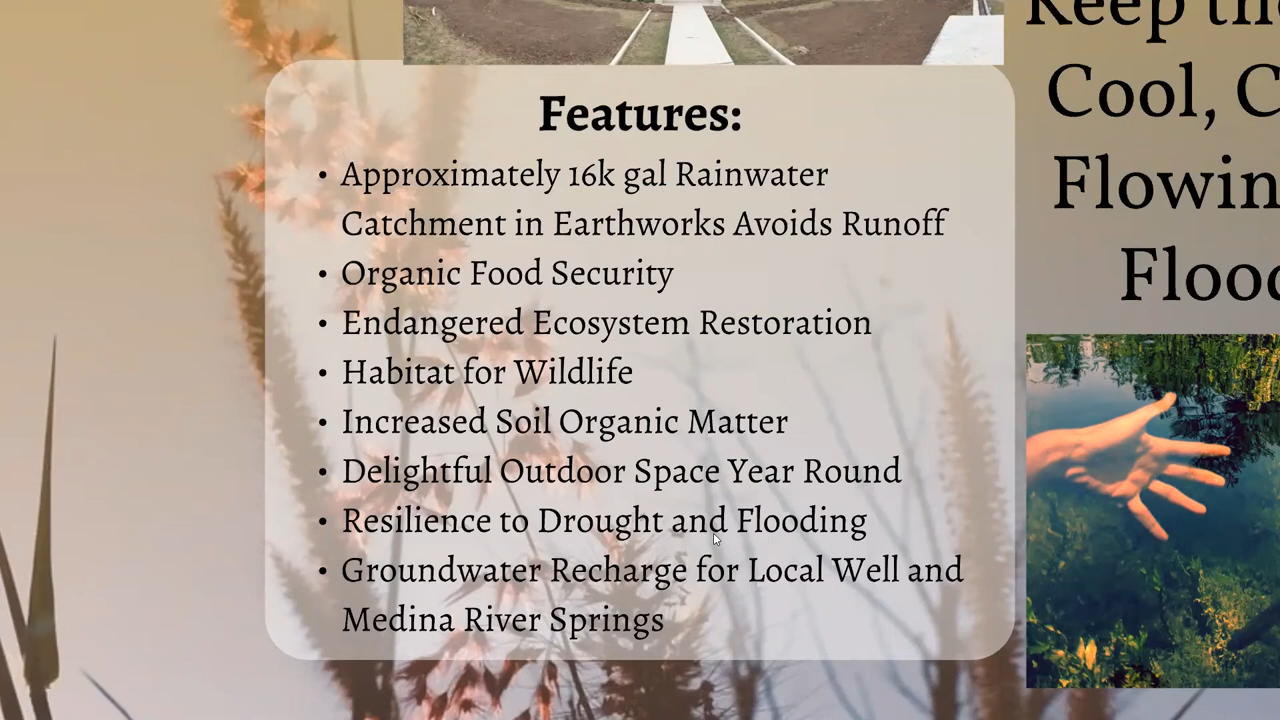 Features:
• Approximately 16k gal Rainwater
Catchment in Earthworks Avoids Runoff
• Organic Food Security
• Endangered Ecosystem Restoration
• Habitat for Wildlife
• Increased Soil Organic Matter
• Delightful Outdoor Space Year Round
• Resilience to Drought and Flooding
• Groundwater Recharge for Local Well and
Medina River Springs
Keep
Cool,